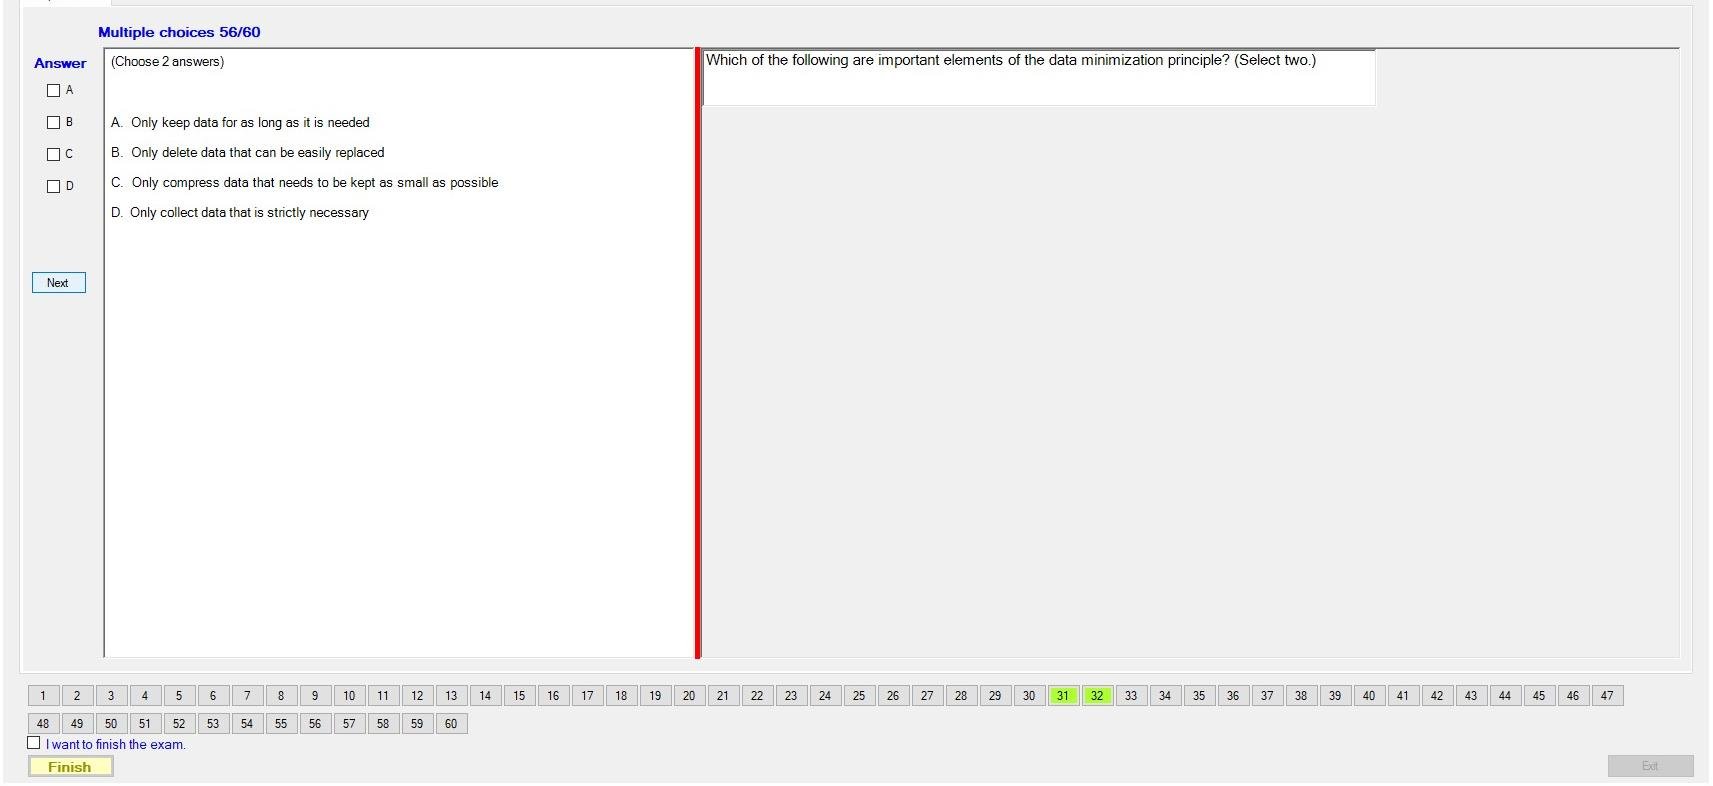 Multiple choices 56/60
Answer
A
B
C
D
Next
(Choose 2 answers)
A. Only keep data for as long as it is needed
B. Only delete data that can be easily replaced
C. Only compress data that needs to be kept as small as possible
D. Only collect data that is strictly necessary
Which of the following are important elements of the data minimization principle? (Select two.)
1 2 3 4 5 6 7 8 9 10 11 12 13 14 15 16 17 18 19 20 21 22 23 24 25 26 27 28 29 30 31 32 33 34 35 36 37 38 39 40 41 42 43 44 45 46 47
48 49 50 51 52 53 54 55 56 57 58 59 60
I want to finish the exam.
Finish
Exit